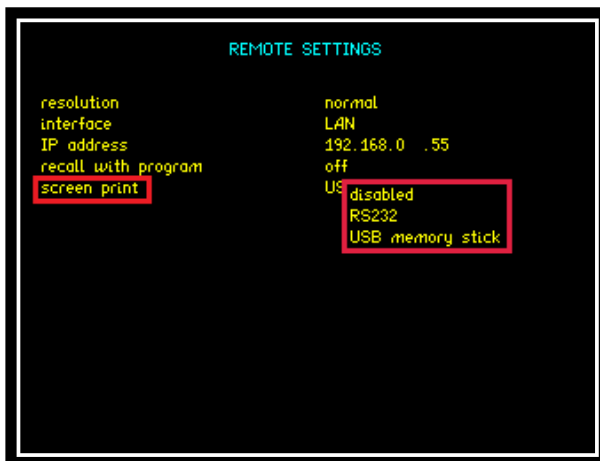 REMOTE SETTINGS
resolution normal
interface LAN
IP address 192.168.0 .55
recall with program off
screen print US
disabled
RS232
USB memory stick